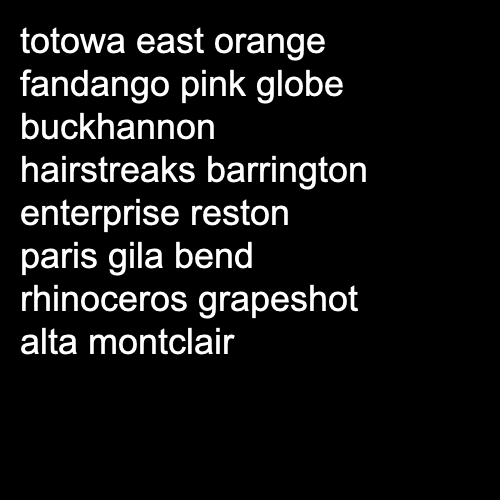 totowa east orange
fandango pink globe
buckhannon
hairstreaks barrington
enterprise reston
paris gila bend
rhinoceros grapeshot
alta montclair